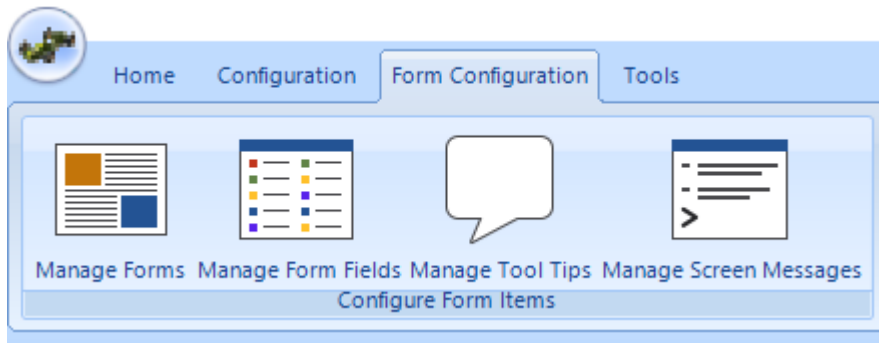 Home Configuration Form Configuration Tools
Manage Forms Manage Form Fields Manage Tool Tips Manage Screen Messages
Configure Form Items